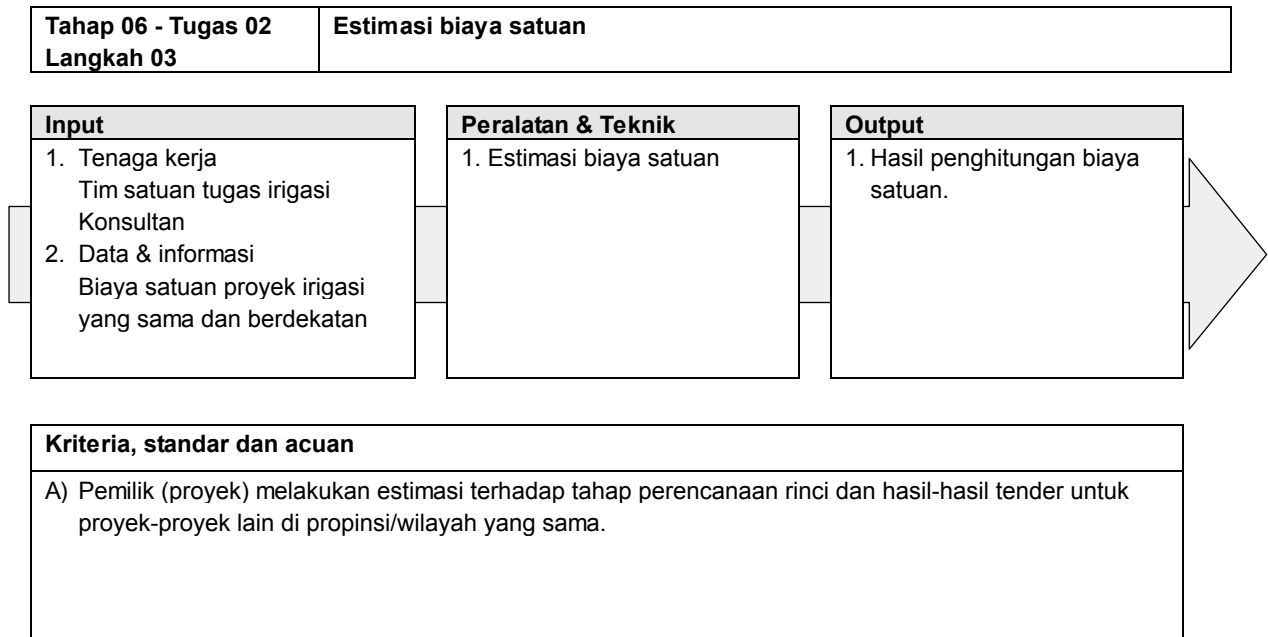 Tahap 06 - Tugas 02
Langkah 03
Estimasi biaya satuan
Input
1. Tenaga kerja
Tim satuan tugas irigasi
Konsultan
2. Data & informasi
Biaya satuan proyek irigasi
yang sama dan berdekatan
Peralatan & Teknik
1. Estimasi biaya satuan
Output
1. Hasil penghitungan biaya
satuan.
Kriteria, standar dan acuan
A) Pemilik (proyek) melakukan estimasi terhadap tahap perencanaan rinci dan hasil-hasil tender untuk
proyek-proyek lain di propinsi/wilayah yang sama.